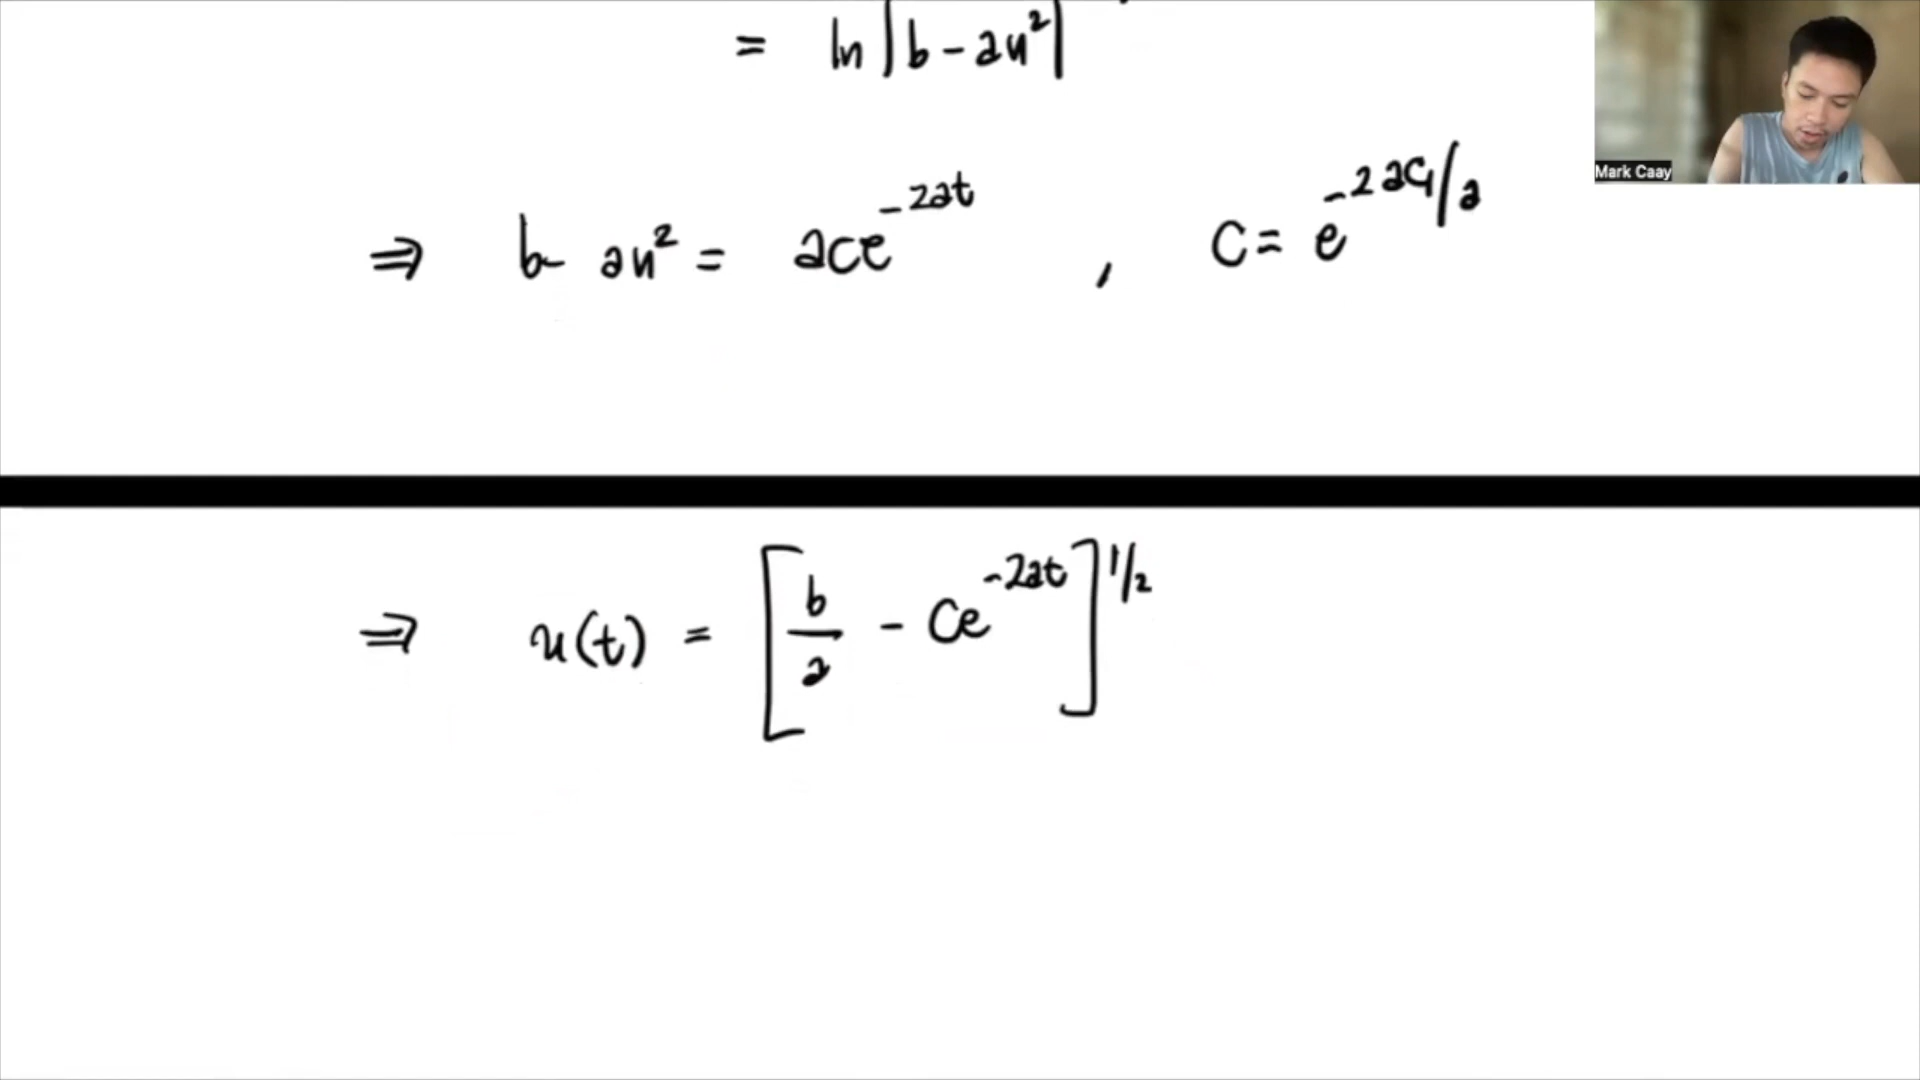 = ln|b - au²|
⇒ b - au² = ace^{-2at} , C = e^{-2aC₁}/a
Mark Caay
⇒ u(t) = [b/a - Ce^{-2at}]^{1/2}